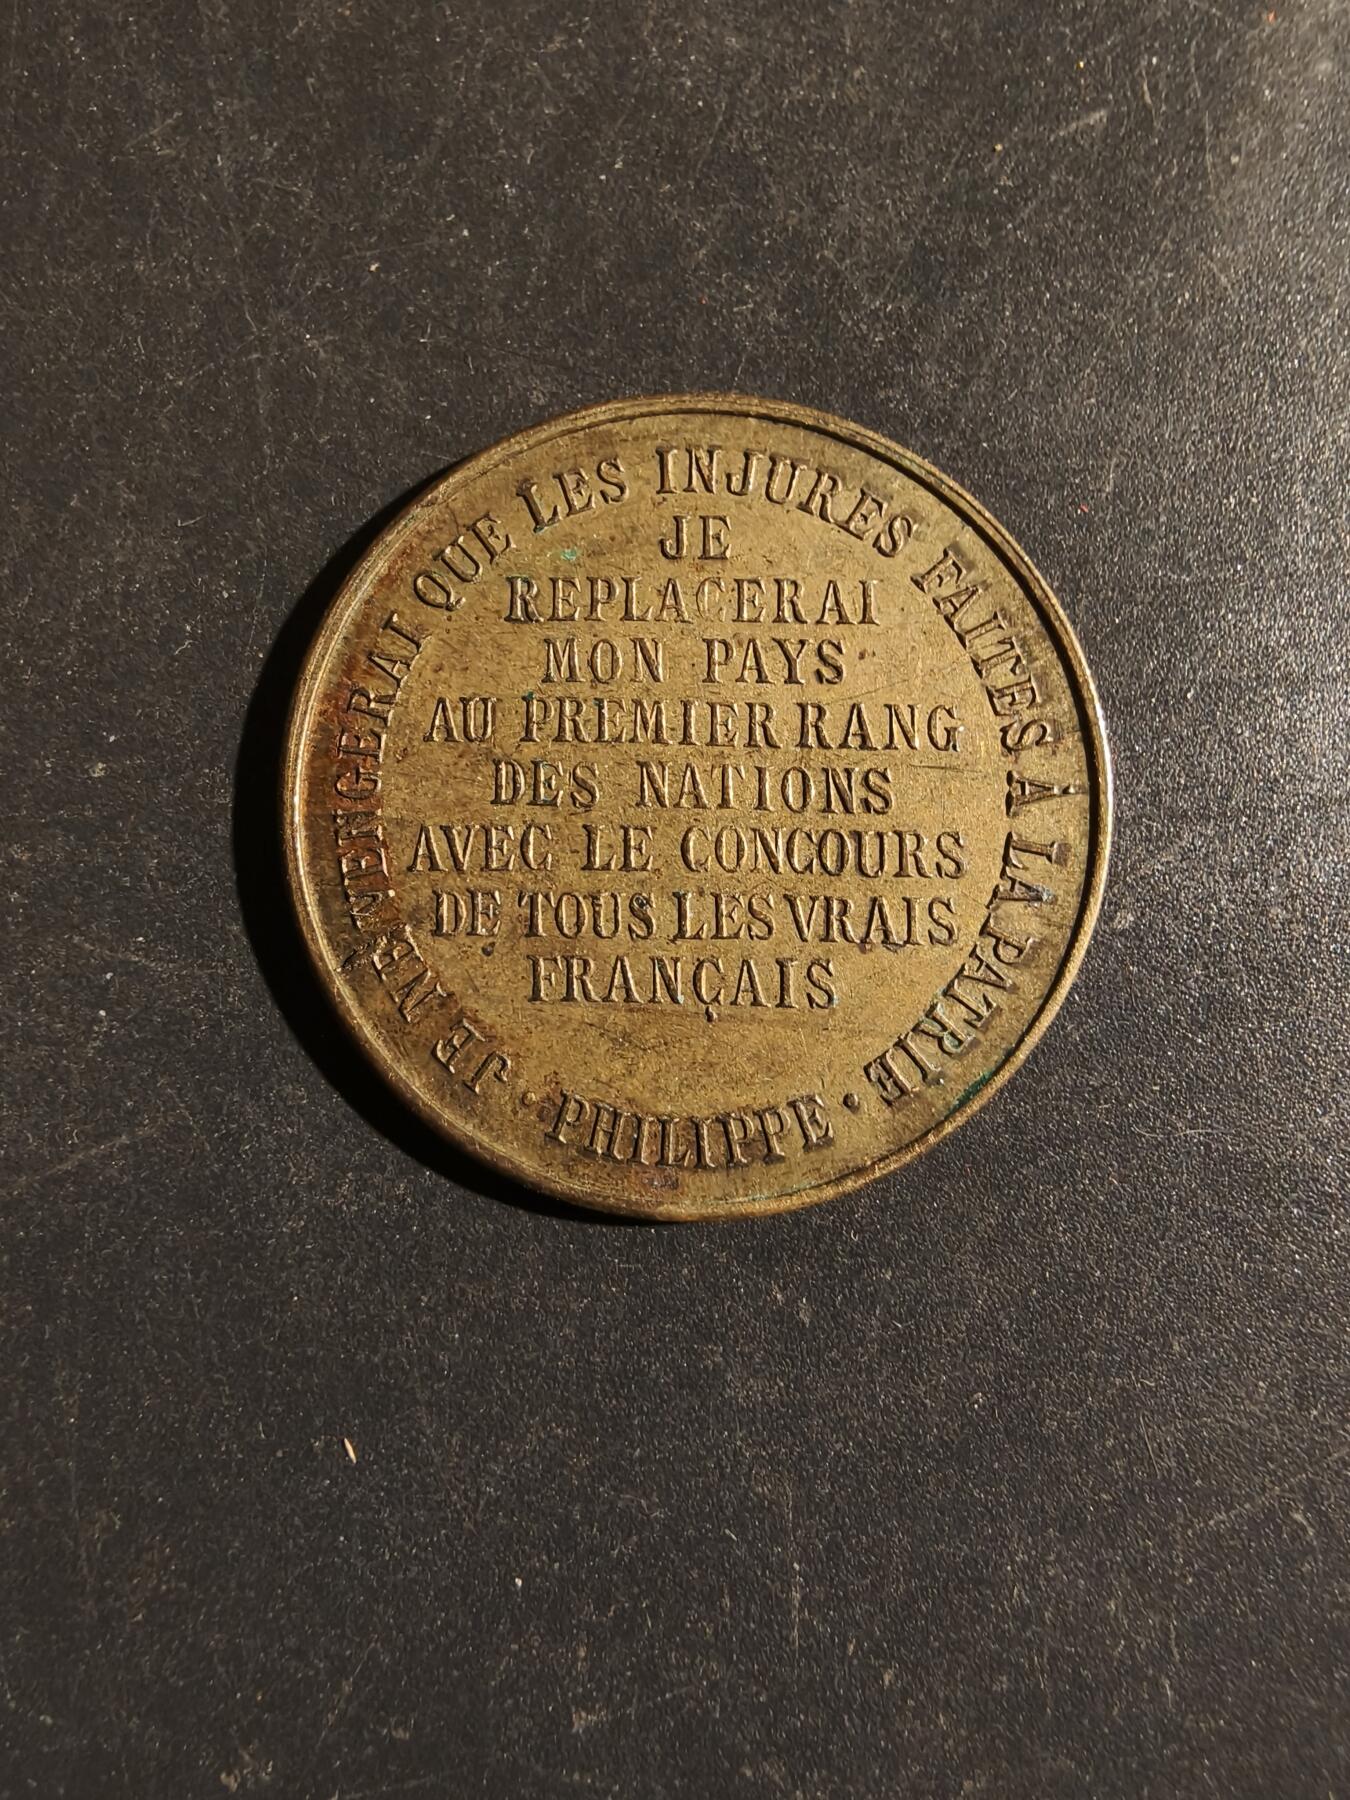 JE NE VENGERAI QUE LES INJURES FAITES À LA PATRIE
JE
REPLACERAI
MON PAYS
AU PREMIER RANG
DES NATIONS
AVEC LE CONCOURS
DE TOUS LES VRAIS
FRANÇAIS
• PHILIPPE •